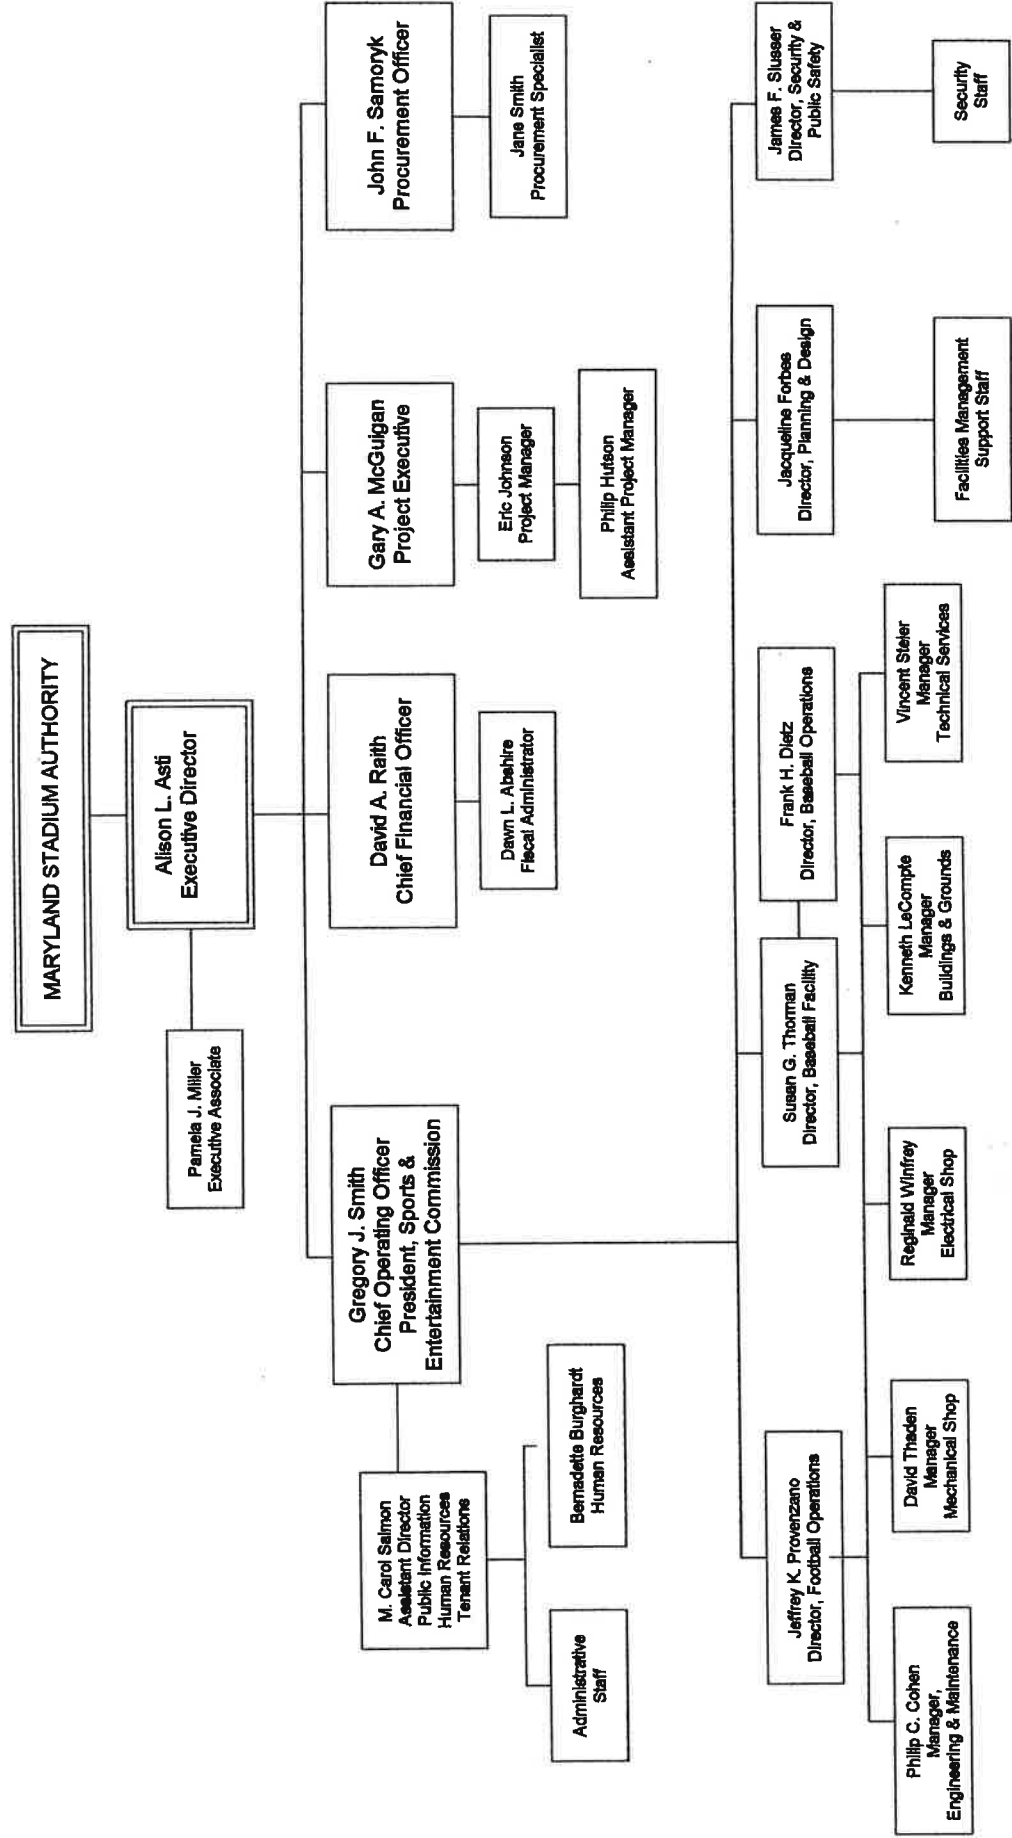 MARYLAND STADIUM AUTHORITY
Alison L. Asti
Executive Director
Pamela J. Miller
Executive Associate
Gregory J. Smith
Chief Operating Officer
President, Sports &
Entertainment Commission
David A. Raith
Chief Financial Officer
Gary A. McGuigan
Project Executive
John F. Samoryk
Procurement Officer
M. Carol Salmon
Assistant Director
Public Information
Human Resources
Tenant Relations
Dawn L. Abshire
Fiscal Administrator
Eric Johnson
Project Manager
Jane Smith
Procurement Specialist
Administrative
Staff
Bernadette Burghardt
Human Resources
Philip Hutson
Assistant Project Manager
Jeffrey K. Provenzano
Director, Football Operations
Susan G. Thorman
Director, Baseball Facility
Frank H. Dietz
Director, Baseball Operations
Jacqueline Forbes
Director, Planning & Design
James F. Slusser
Director, Security &
Public Safety
Philip C. Cohen
Manager,
Engineering & Maintenance
David Thaden
Manager
Mechanical Shop
Reginald Winfrey
Manager
Electrical Shop
Kenneth LeCompte
Manager
Buildings & Grounds
Vincent Steier
Manager
Technical Services
Facilities Management
Support Staff
Security
Staff